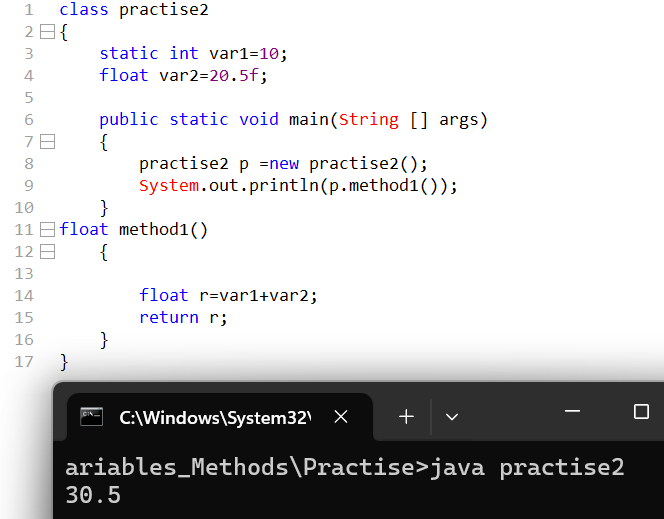 1 class practise2
2 {
3 static int var1=10;
4 float var2=20.5f;
5
6 public static void main(String [] args)
7 {
8 practise2 p =new practise2();
9 System.out.println(p.method1());
10 }
11 float method1()
12 {
13
14 float r=var1+var2;
15 return r;
16 }
17 }
C:\Windows\System32\
ariables_Methods\Practise>java practise2
30.5